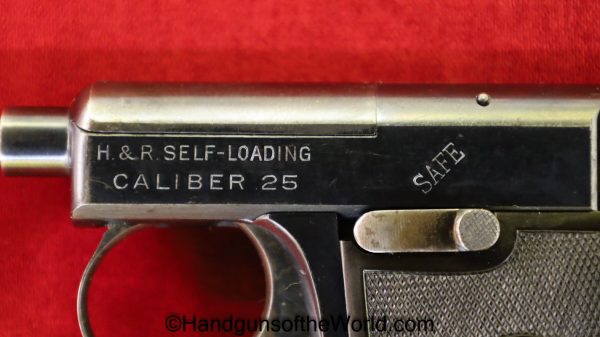 H.&R. SELF-LOADING
CALIBER 25
SAFE
©HandgunsoftheWorld.com